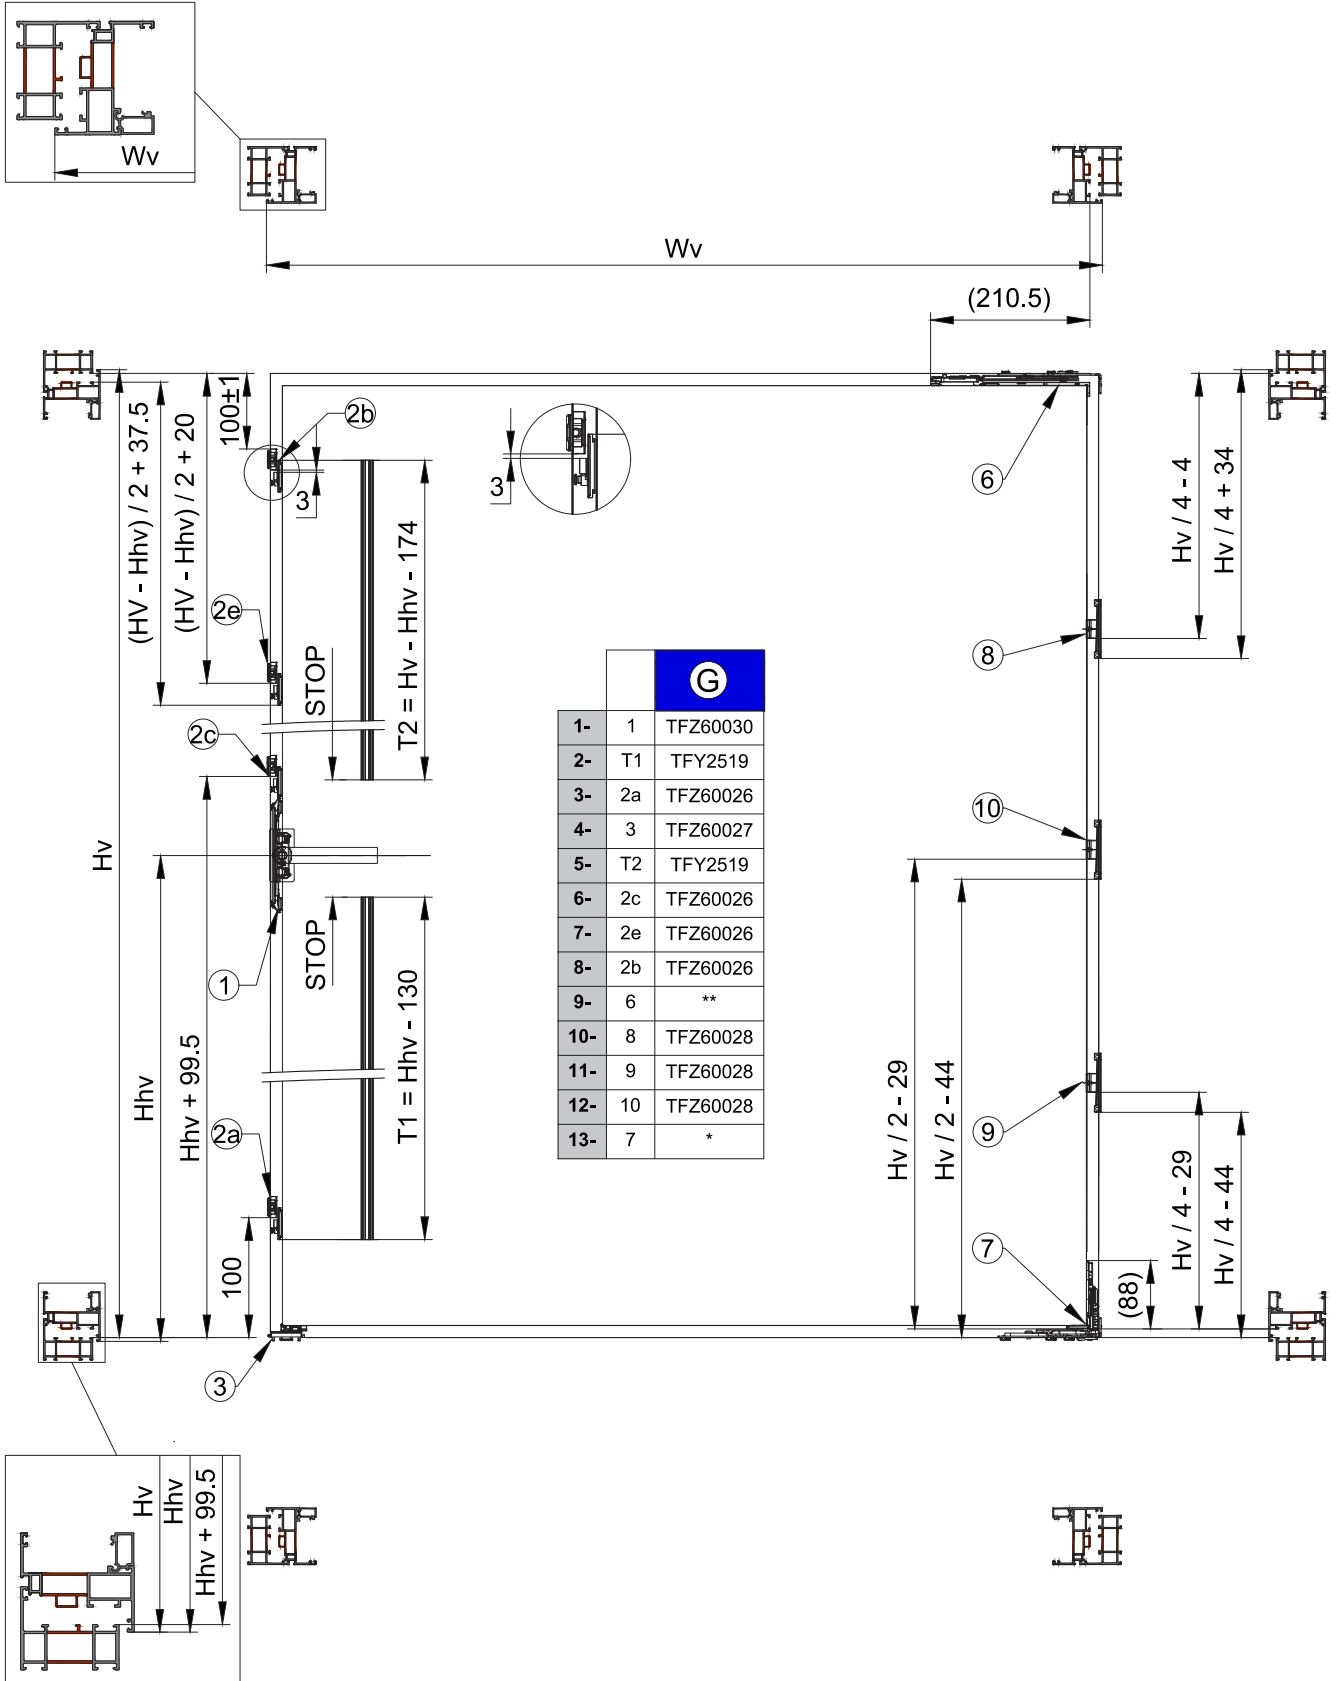 Wv
Wv
(210.5)
100±1
(HV - Hhv) / 2 + 37.5
(HV - Hhv) / 2 + 20
2b
3
3
6
Hv / 4 - 4
Hv / 4 + 34
T2 = Hv - Hhv - 174
2e
STOP
8
2c
G
1- 1 TFZ60030
2- T1 TFY2519
3- 2a TFZ60026
4- 3 TFZ60027
5- T2 TFY2519
6- 2c TFZ60026
7- 2e TFZ60026
8- 2b TFZ60026
9- 6 **
10- 8 TFZ60028
11- 9 TFZ60028
12- 10 TFZ60028
13- 7 *
10
Hv
Hhv
Hhv + 99.5
1
STOP
T1 = Hhv - 130
2a
100
Hv / 2 - 29
Hv / 2 - 44
9
Hv / 4 - 29
Hv / 4 - 44
7
(88)
3
Hv
Hhv
Hhv + 99.5